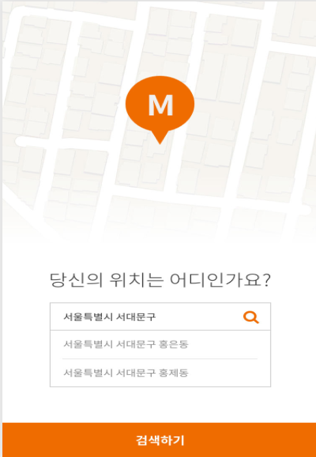 M
당신의 위치는 어디인가요?
서울특별시 서대문구
서울특별시 서대문구 홍은동
서울특별시 서대문구 홍제동
검색하기